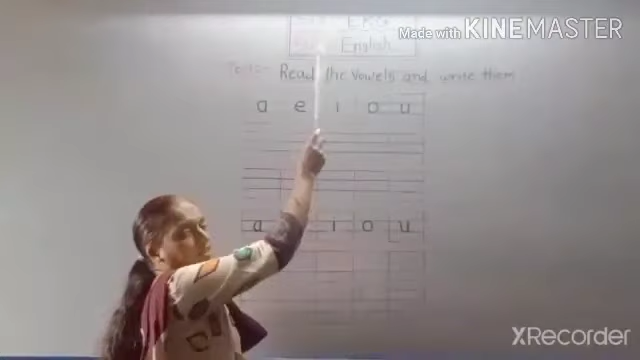 Made with KINEMASTER
English
Read the Vowels and write them
a e i o u
a i o u
XRecorder